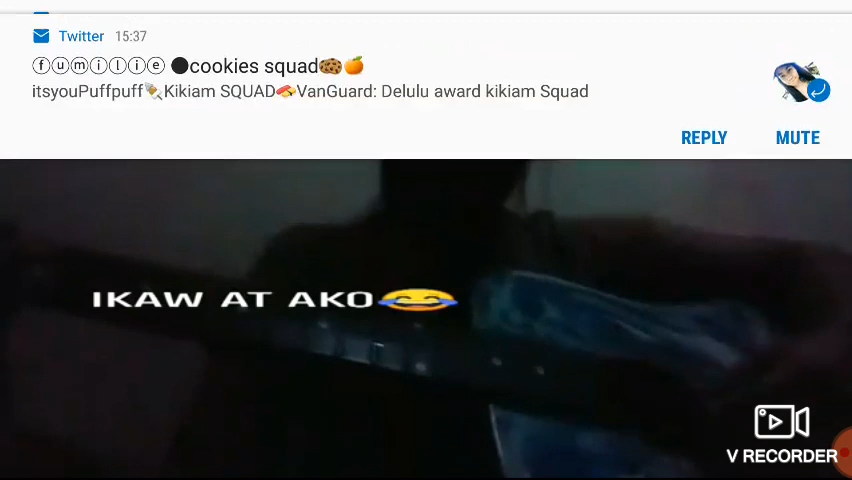 Twitter 15:37
ⓕⓤⓜⓘⓛⓘⓔ ⚫cookies squad🍪🍊
itsyouPuffpuff🍢Kikiam SQUAD🍣VanGuard: Delulu award kikiam Squad
REPLY MUTE
IKAW AT AKO😂
V RECORDER